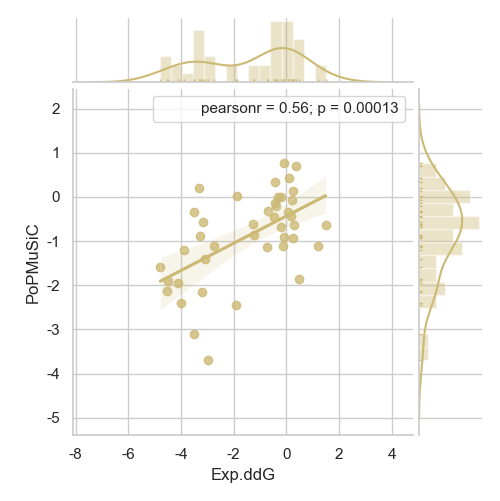 pearsonr = 0.56; p = 0.00013
2
1
0
-1
-2
-3
-4
-5
PoPMuSiC
-8 -6 -4 -2 0 2 4
Exp.ddG